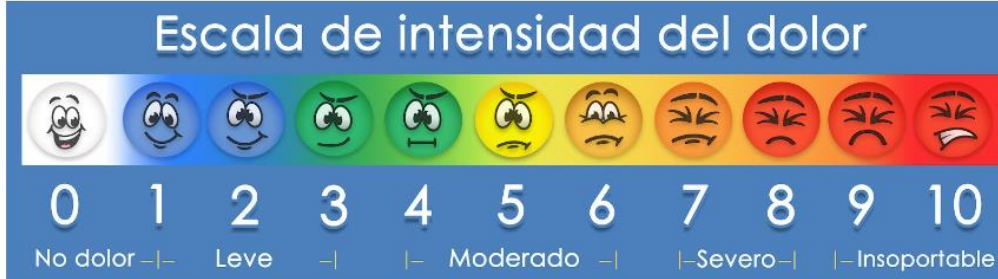 Escala de intensidad del dolor
0 1 2 3 4 5 6 7 8 9 10
No dolor –|– Leve –| |– Moderado –| |–Severo–| |–Insoportable